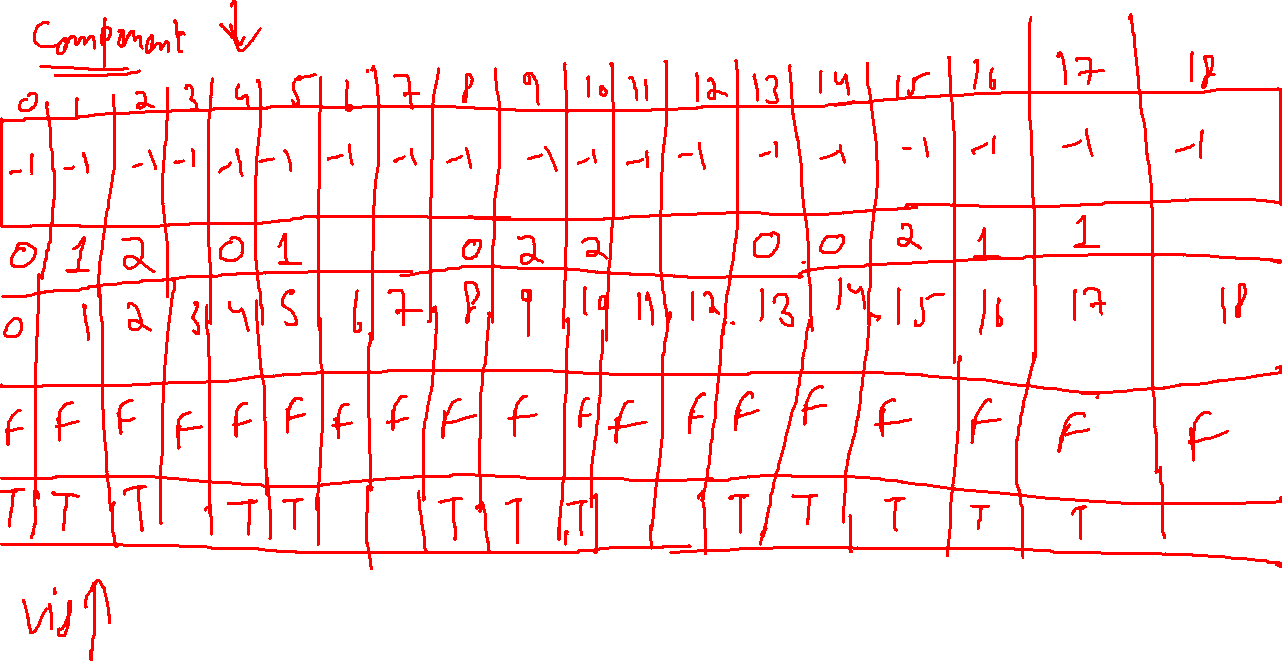 Component ↓
0 1 2 3 4 5 6 7 8 9 10 11 12 13 14 15 16 17 18
-1 -1 -1 -1 -1 -1 -1 -1 -1 -1 -1 -1 -1 -1 -1 -1 -1 -1 -1
0 1 2 0 1 0 2 2 0 0 2 1 1
0 1 2 3 4 5 6 7 8 9 10 11 12 13 14 15 16 17 18
F F F F F F F F F F F F F F F F F F F
T T T T T T T T T T T T T
vis ↑